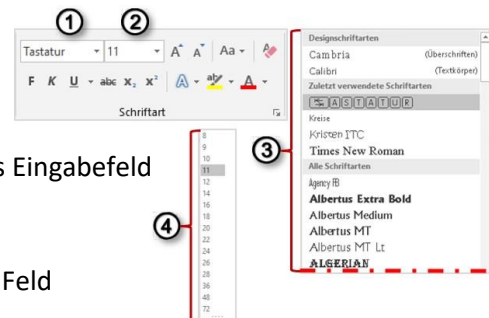 1 2
Tastatur 11 A A Aa
F K U abc x₂ x² A aby A
Schriftart
s Eingabefeld
Feld
3
Designschriftarten
Cambria (Überschriften)
Calibri (Textkörper)
Zuletzt verwendete Schriftarten
TASTATUR
Kreise
Kristen ITC
Times New Roman
Alle Schriftarten
Agency FB
Albertus Extra Bold
Albertus Medium
Albertus MT
Albertus MT Lt
ALGERIAN
4
8
9
10
11
12
14
16
18
20
22
24
26
28
36
48
72